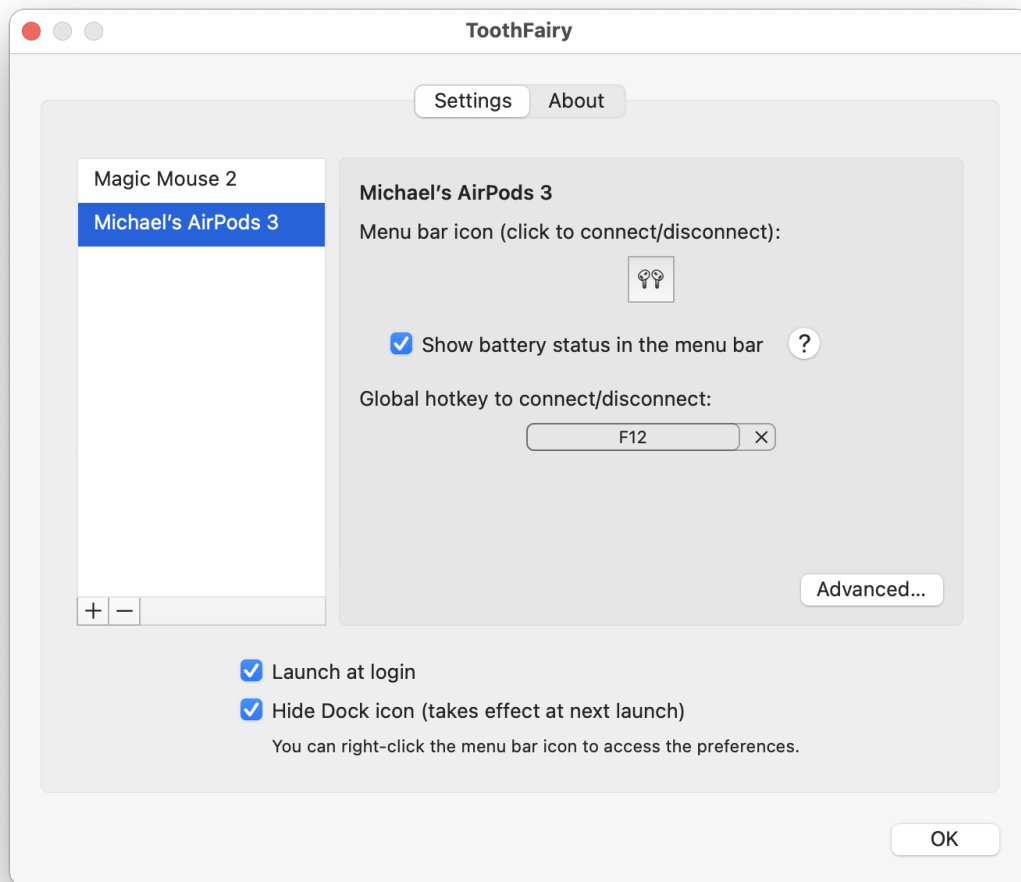 ToothFairy
Settings About
Magic Mouse 2
Michael’s AirPods 3
Michael’s AirPods 3
Menu bar icon (click to connect/disconnect):
Show battery status in the menu bar ?
Global hotkey to connect/disconnect:
F12
Advanced...
Launch at login
Hide Dock icon (takes effect at next launch)
You can right-click the menu bar icon to access the preferences.
OK